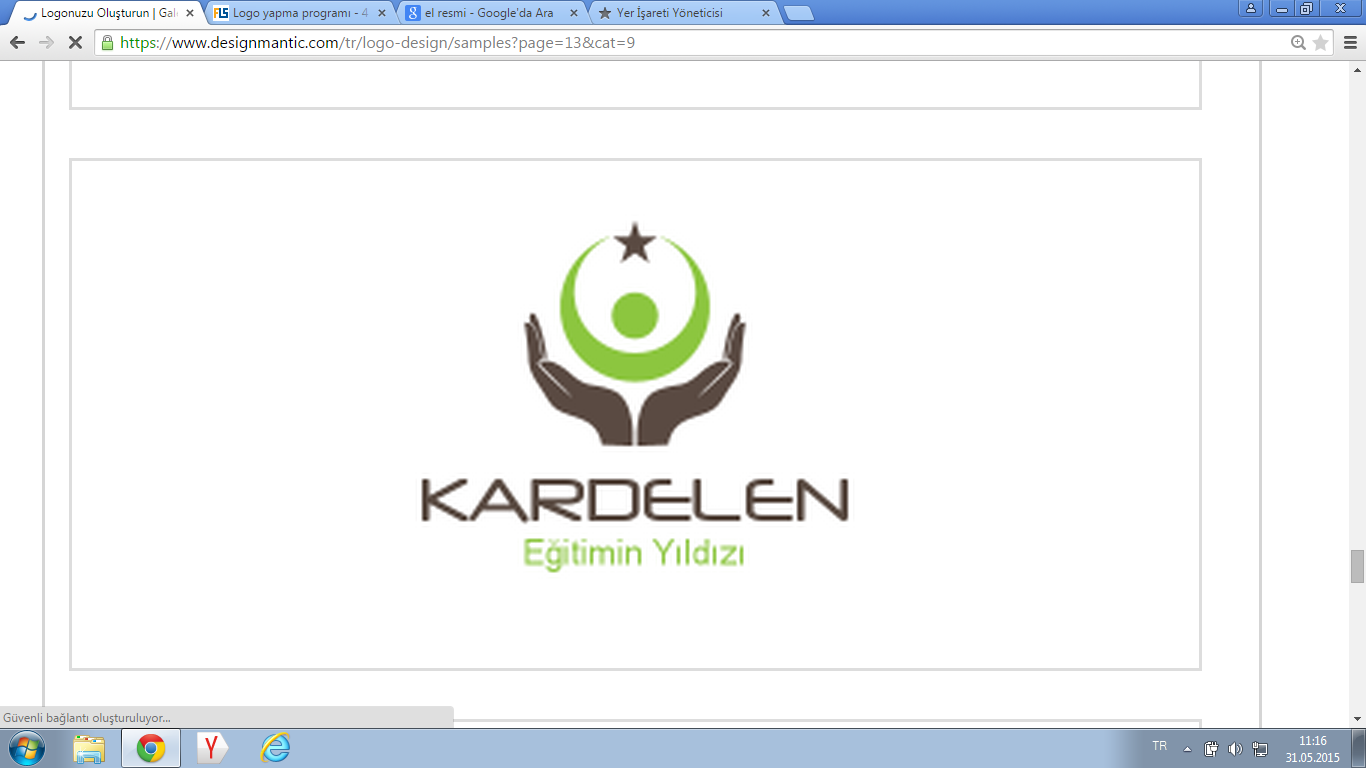 Logonuzu Oluşturun | Gal
Logo yapma programı - 4
el resmi - Google'da Ara
Yer İşareti Yöneticisi
https://www.designmantic.com/tr/logo-design/samples?page=13&cat=9
KARDELEN
Eğitimin Yıldızı
Güvenli bağlantı oluşturuluyor...
TR
11:16
31.05.2015